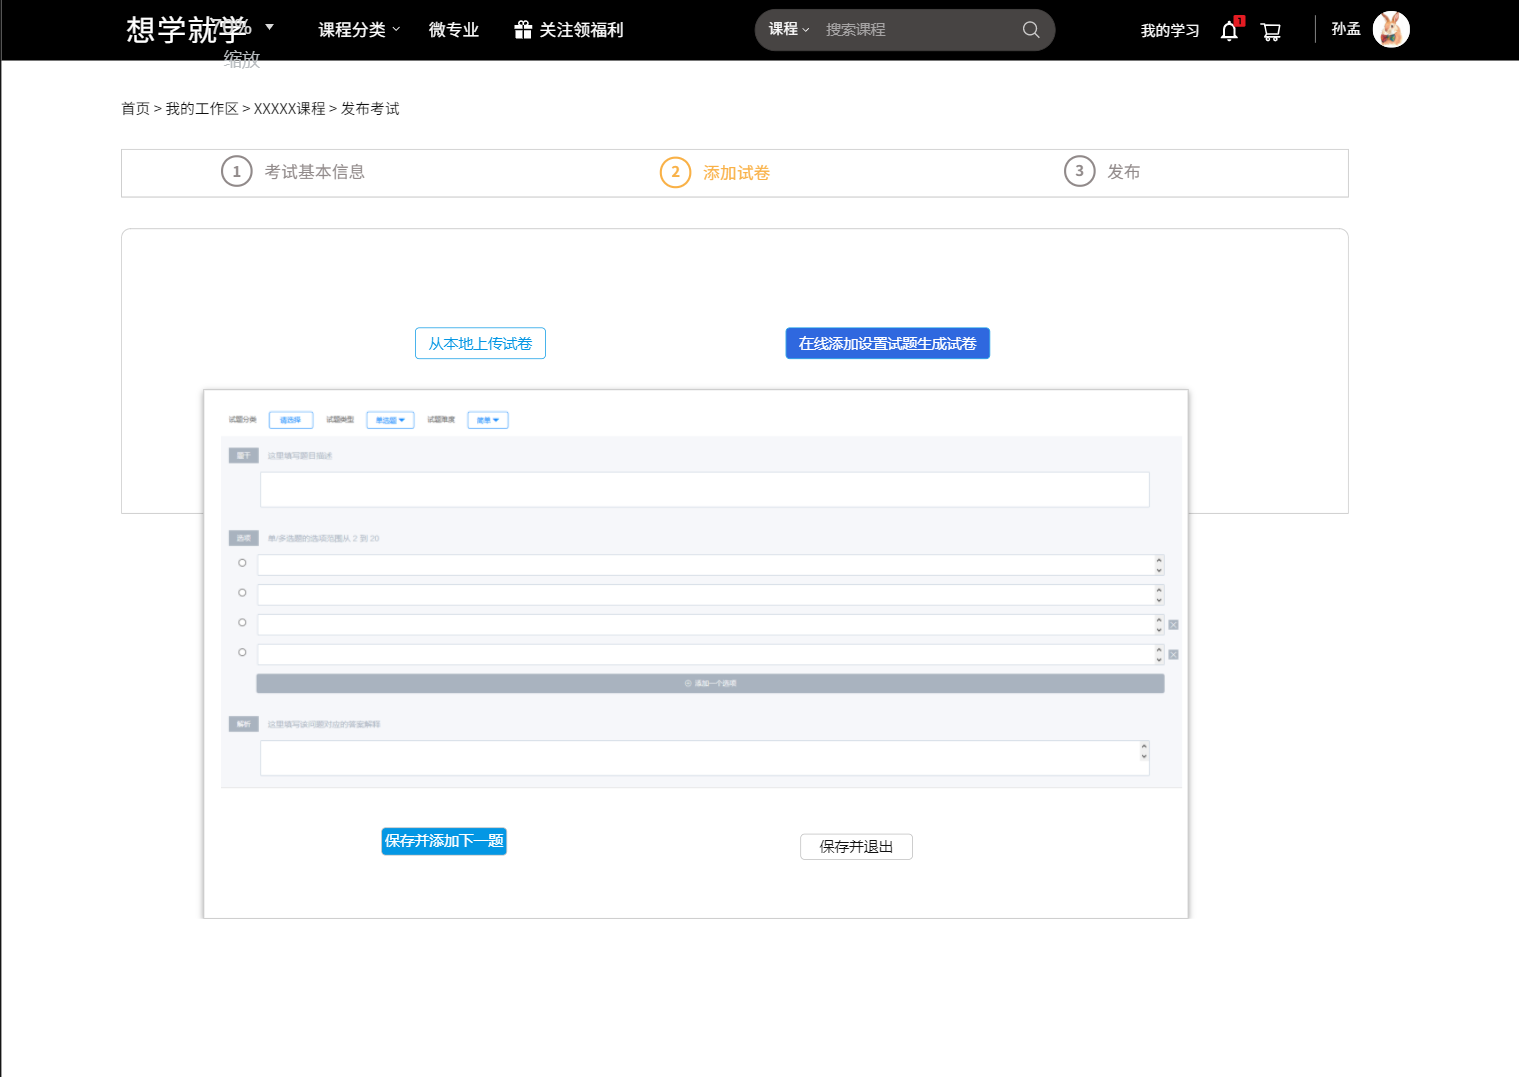 想学就学
缩放
课程分类
微专业
关注领福利
课程
搜索课程
我的学习
1
孙孟
首页 > 我的工作区 > XXXXX课程 > 发布考试
1 考试基本信息
2 添加试卷
3 发布
从本地上传试卷
在线添加设置试题生成试卷
试题分类 请选择 试题类型 单选题 试题难度 简单
题干 这里填写题目描述
选项 单/多选题的选项范围从 2 到 20
添加一个选项
解析 这里填写该问题对应的答案解释
保存并添加下一题
保存并退出